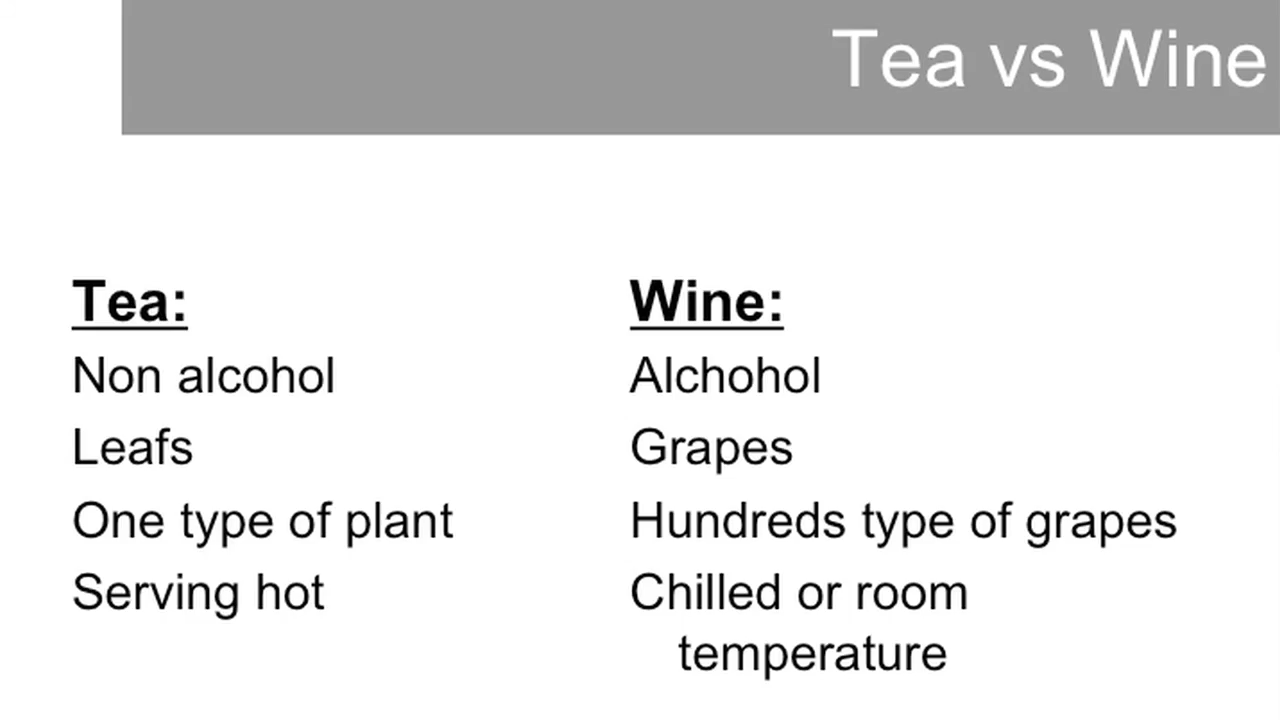 Tea vs Wine
Tea:
Non alcohol
Leafs
One type of plant
Serving hot
Wine:
Alchohol
Grapes
Hundreds type of grapes
Chilled or room
temperature